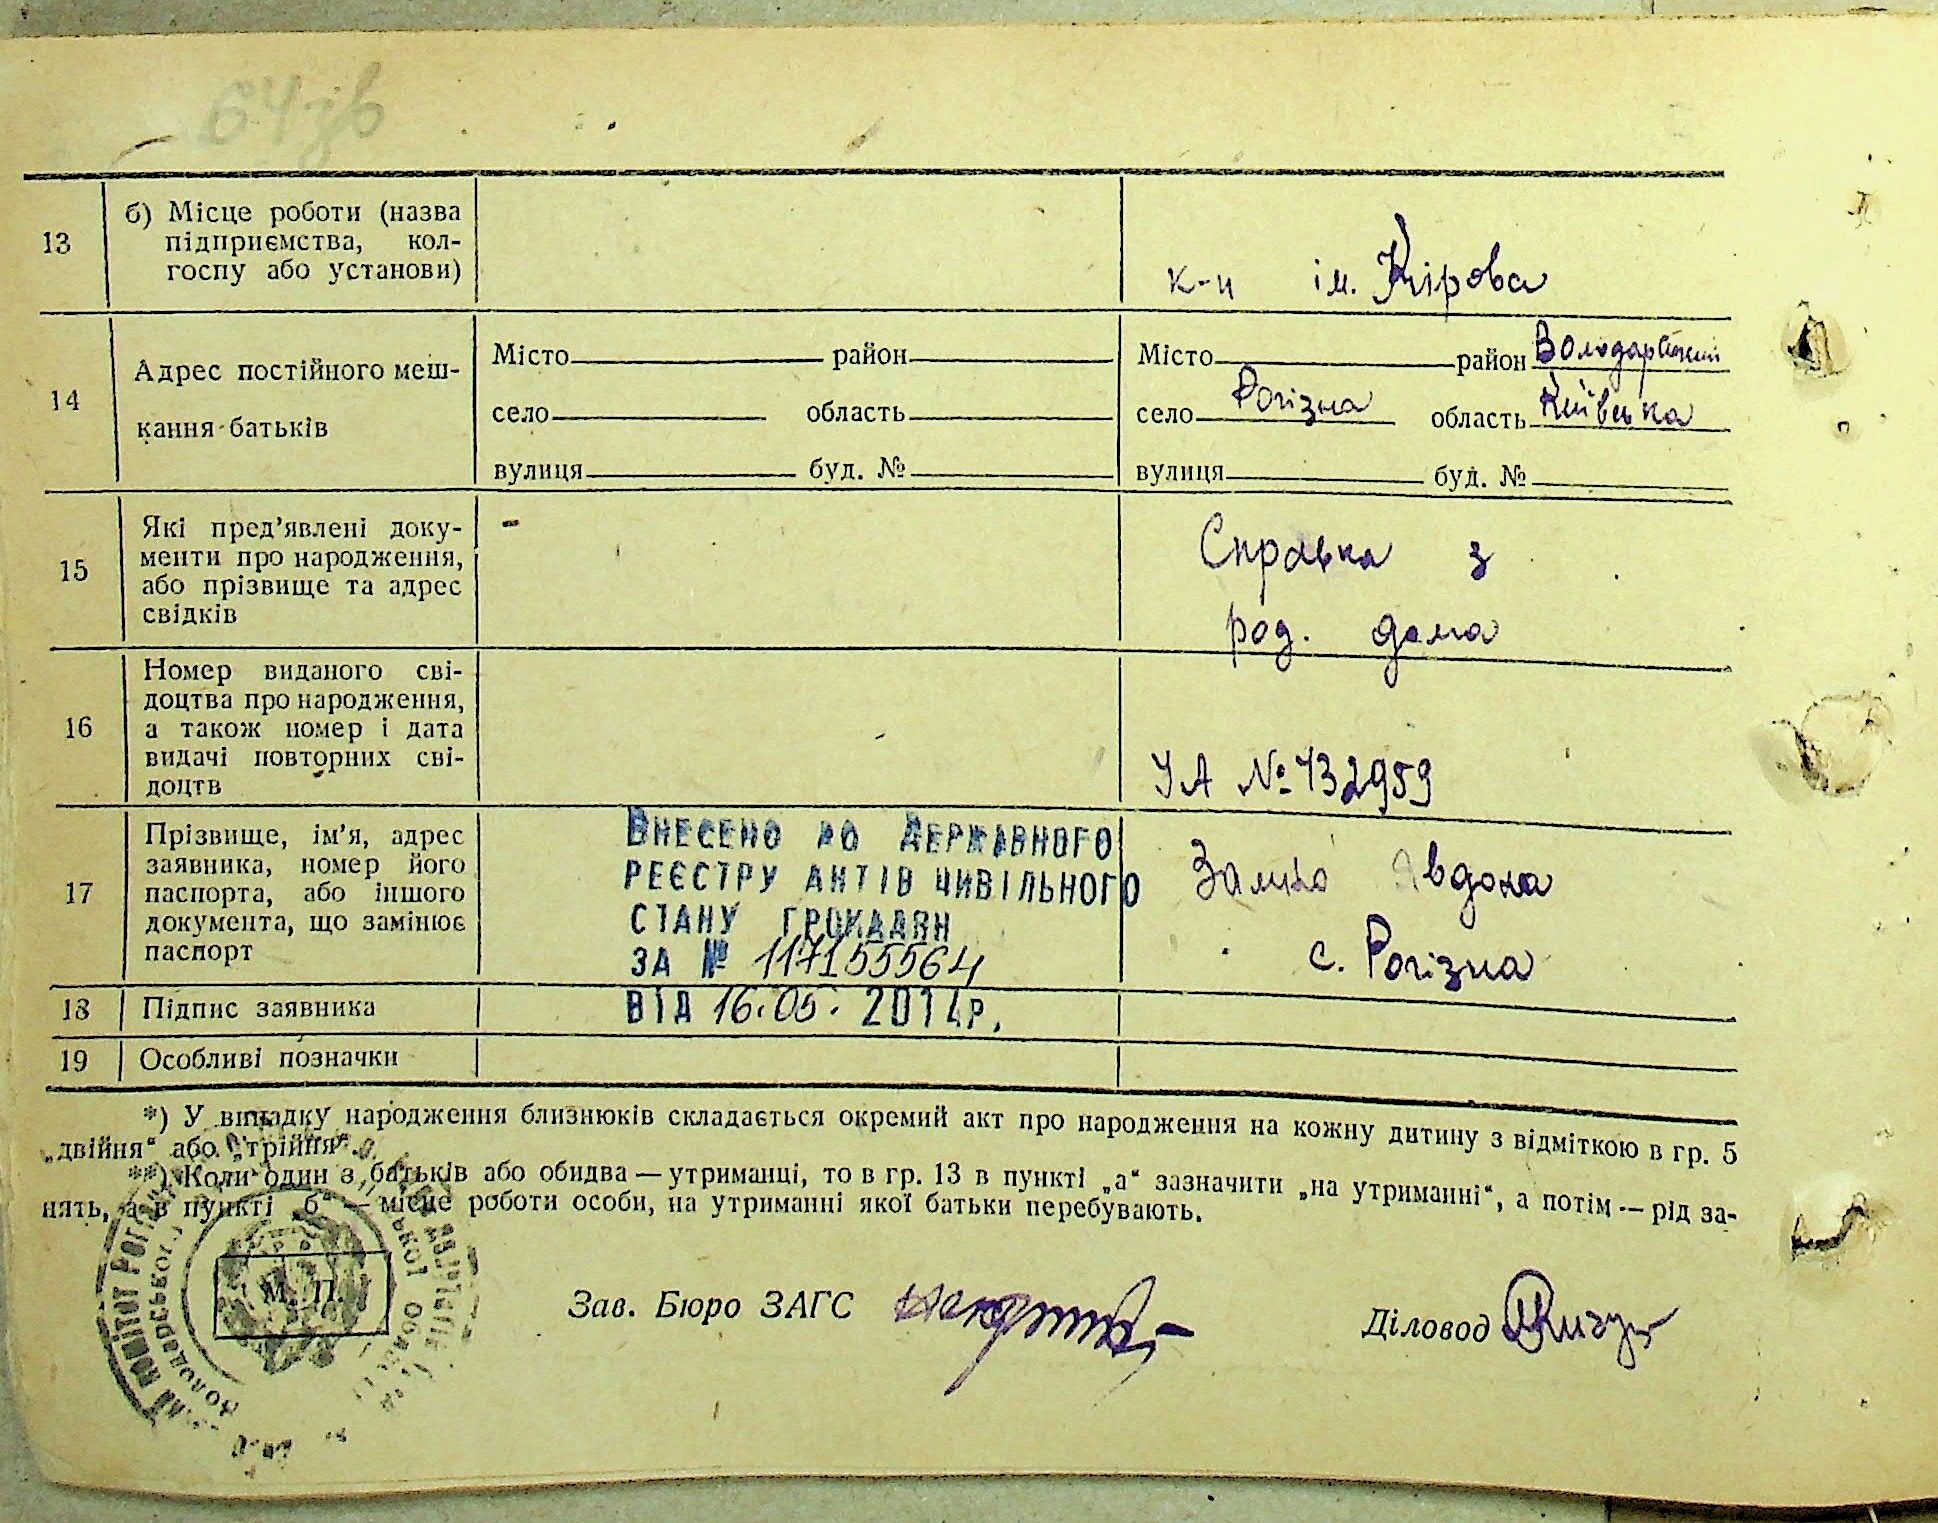 64зв
13
б) Місце роботи (назва
підприємства, кол-
госпу або установи)
к-п ім. Кірова
14
Адрес постійного меш-
кання батьків
Місто район
село область
вулиця буд. №
Місто район Володарський
село Рогізна область Київська
вулиця буд. №
15
Які пред'явлені доку-
менти про народження,
або прізвище та адрес
свідків
-
Справка з
род. дома
16
Номер виданого сві-
доцтва про народження,
а також номер і дата
видачі повторних сві-
доцтв
УА № 732959
17
Прізвище, ім'я, адрес
заявника, номер його
паспорта, або іншого
документа, що замінює
паспорт
ВНЕСЕНО ДО ДЕРЖАВНОГО
РЕЄСТРУ АКТІВ ЦИВІЛЬНОГО
СТАНУ ГРОМАДЯН
ЗА № 117155564
ВІД 16.05. 2014р.
Явдоха
с. Рогізна
18
Підпис заявника
19
Особливі позначки
*) У випадку народження близнюків складається окремий акт про народження на кожну дитину з відміткою в гр. 5
„двійня“ або „трійня“.
**) Коли один з батьків або обидва — утриманці, то в гр. 13 в пункті „а“ зазначити „на утриманні“, а потім — рід за-
нять, а в пункті „б“ — місце роботи особи, на утриманні якої батьки перебувають.
М. П.
Зав. Бюро ЗАГС
Діловод